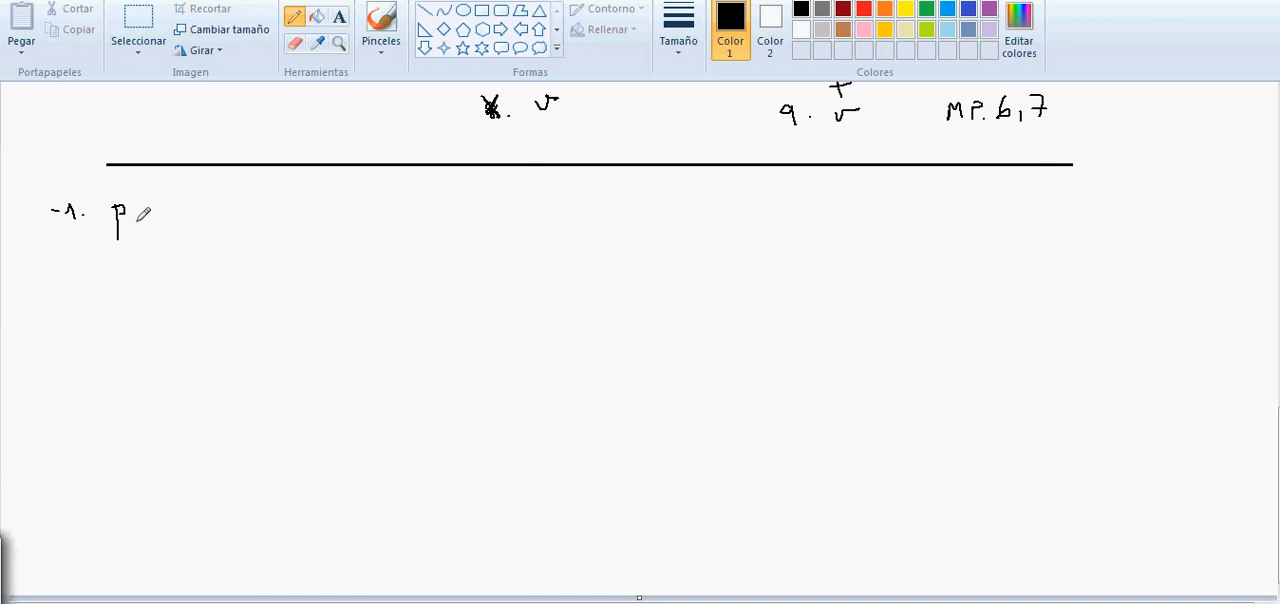 Cortar
Pegar
Copiar
Portapapeles
Seleccionar
Recortar
Cambiar tamaño
Girar
Imagen
A
Herramientas
Pinceles
Contorno
Rellenar
Formas
Tamaño
Color 1
Color 2
Editar colores
Colores
. r 9. r MP. 6, 7
-1. P